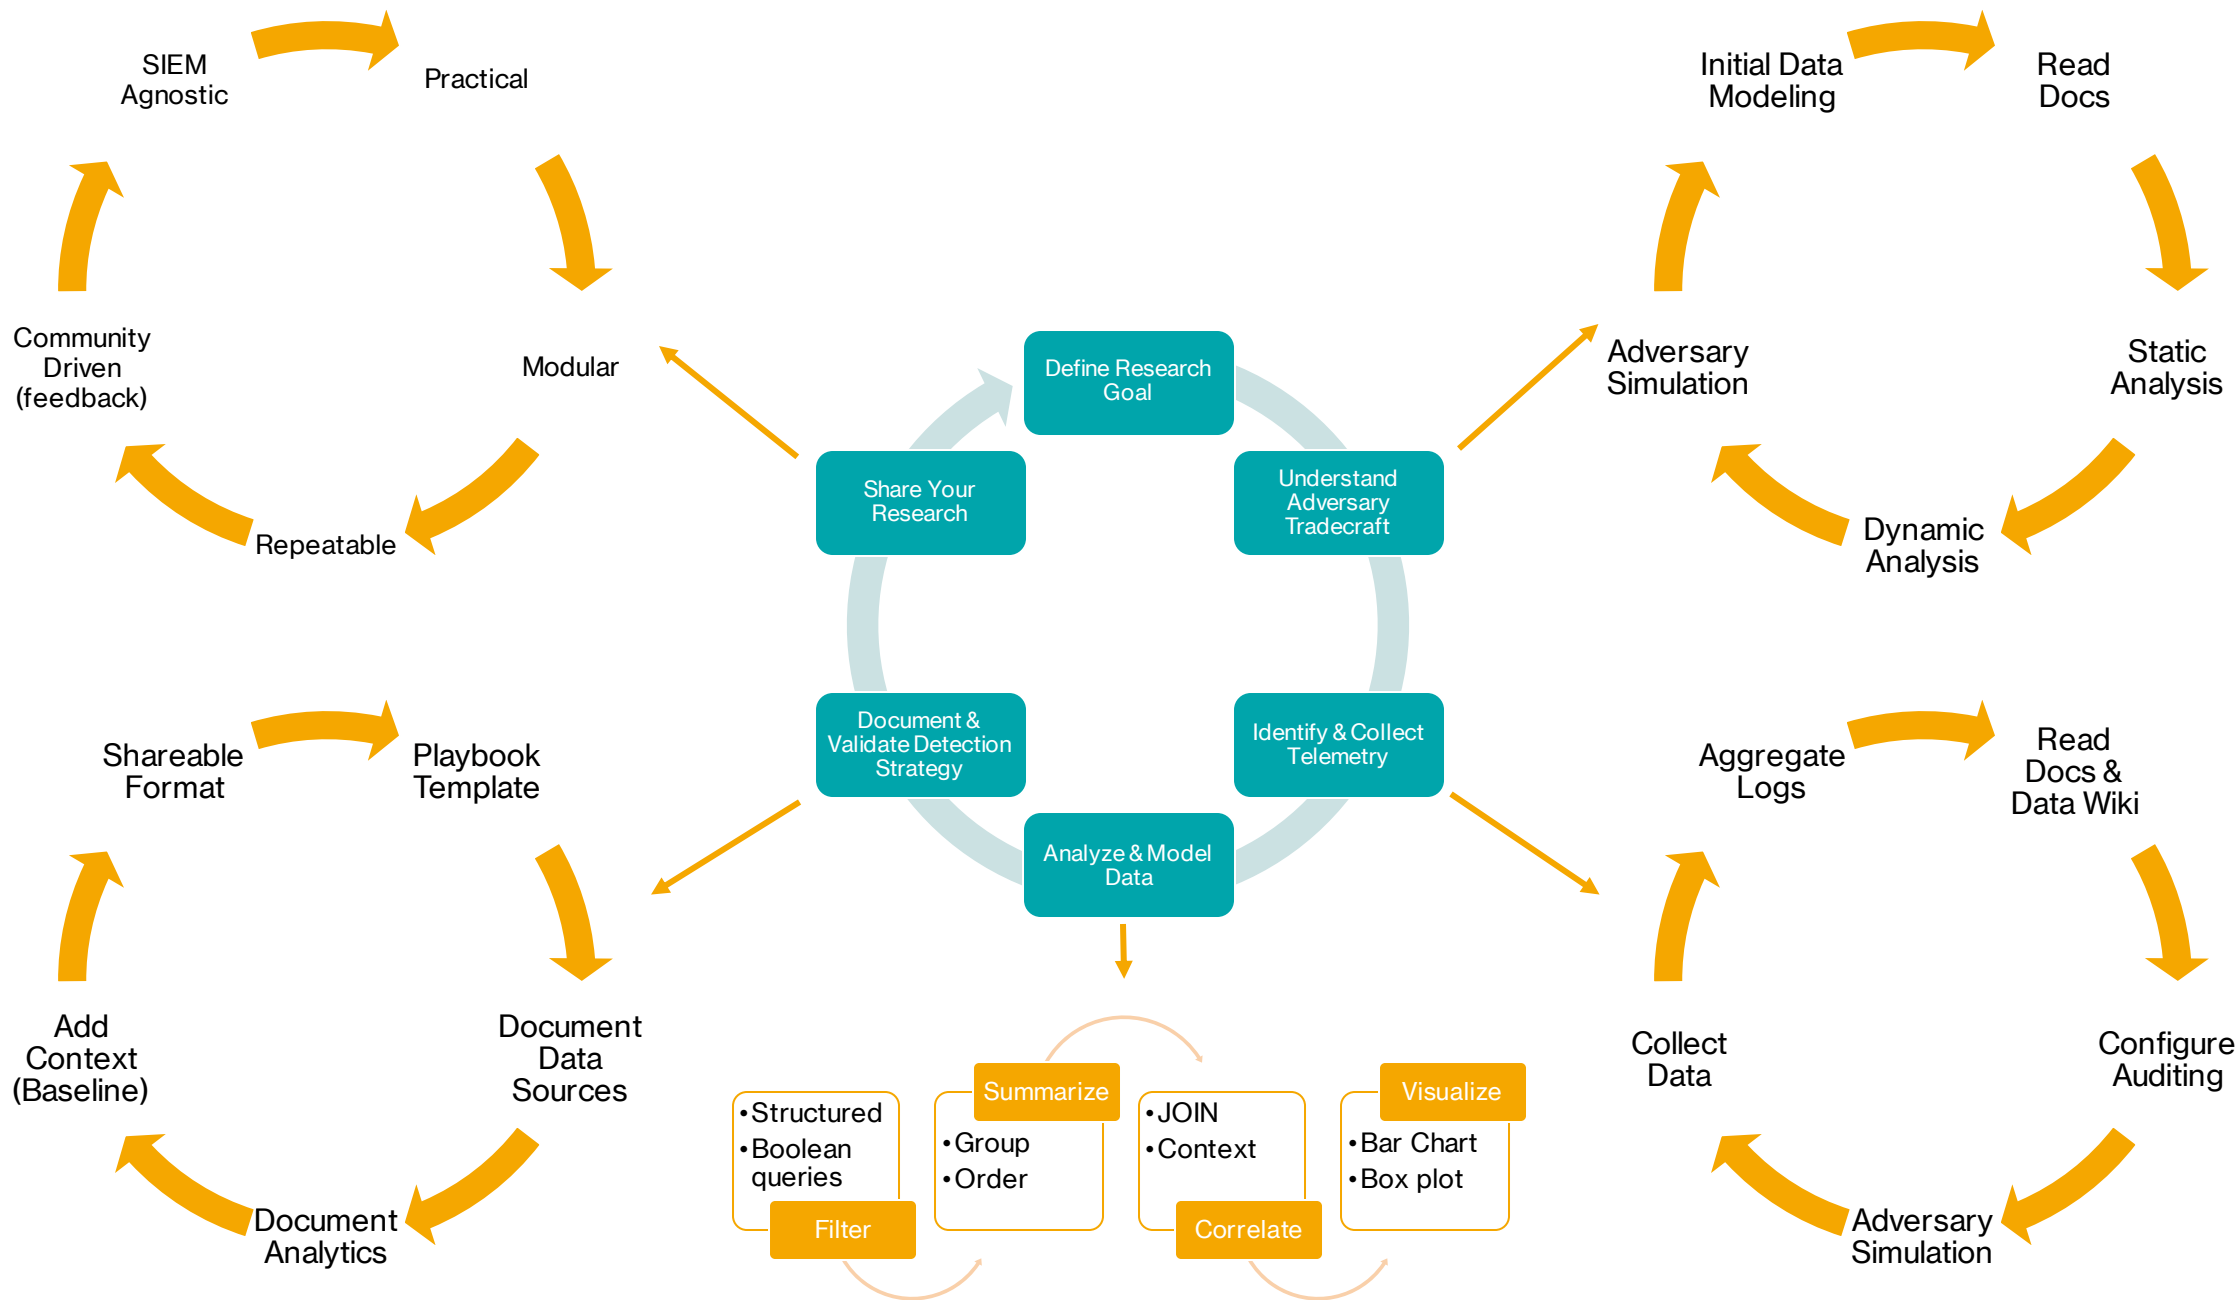 SIEM
Agnostic
Practical
Modular
Repeatable
Community
Driven
(feedback)
Initial Data
Modeling
Read
Docs
Static
Analysis
Dynamic
Analysis
Adversary
Simulation
Define Research
Goal
Understand
Adversary
Tradecraft
Identify & Collect
Telemetry
Analyze & Model
Data
Document &
Validate Detection
Strategy
Share Your
Research
Shareable
Format
Playbook
Template
Document
Data
Sources
Document
Analytics
Add
Context
(Baseline)
Aggregate
Logs
Read
Docs &
Data Wiki
Configure
Auditing
Adversary
Simulation
Collect
Data
•Structured
•Boolean
queries
Filter
Summarize
•Group
•Order
•JOIN
•Context
Correlate
Visualize
•Bar Chart
•Box plot